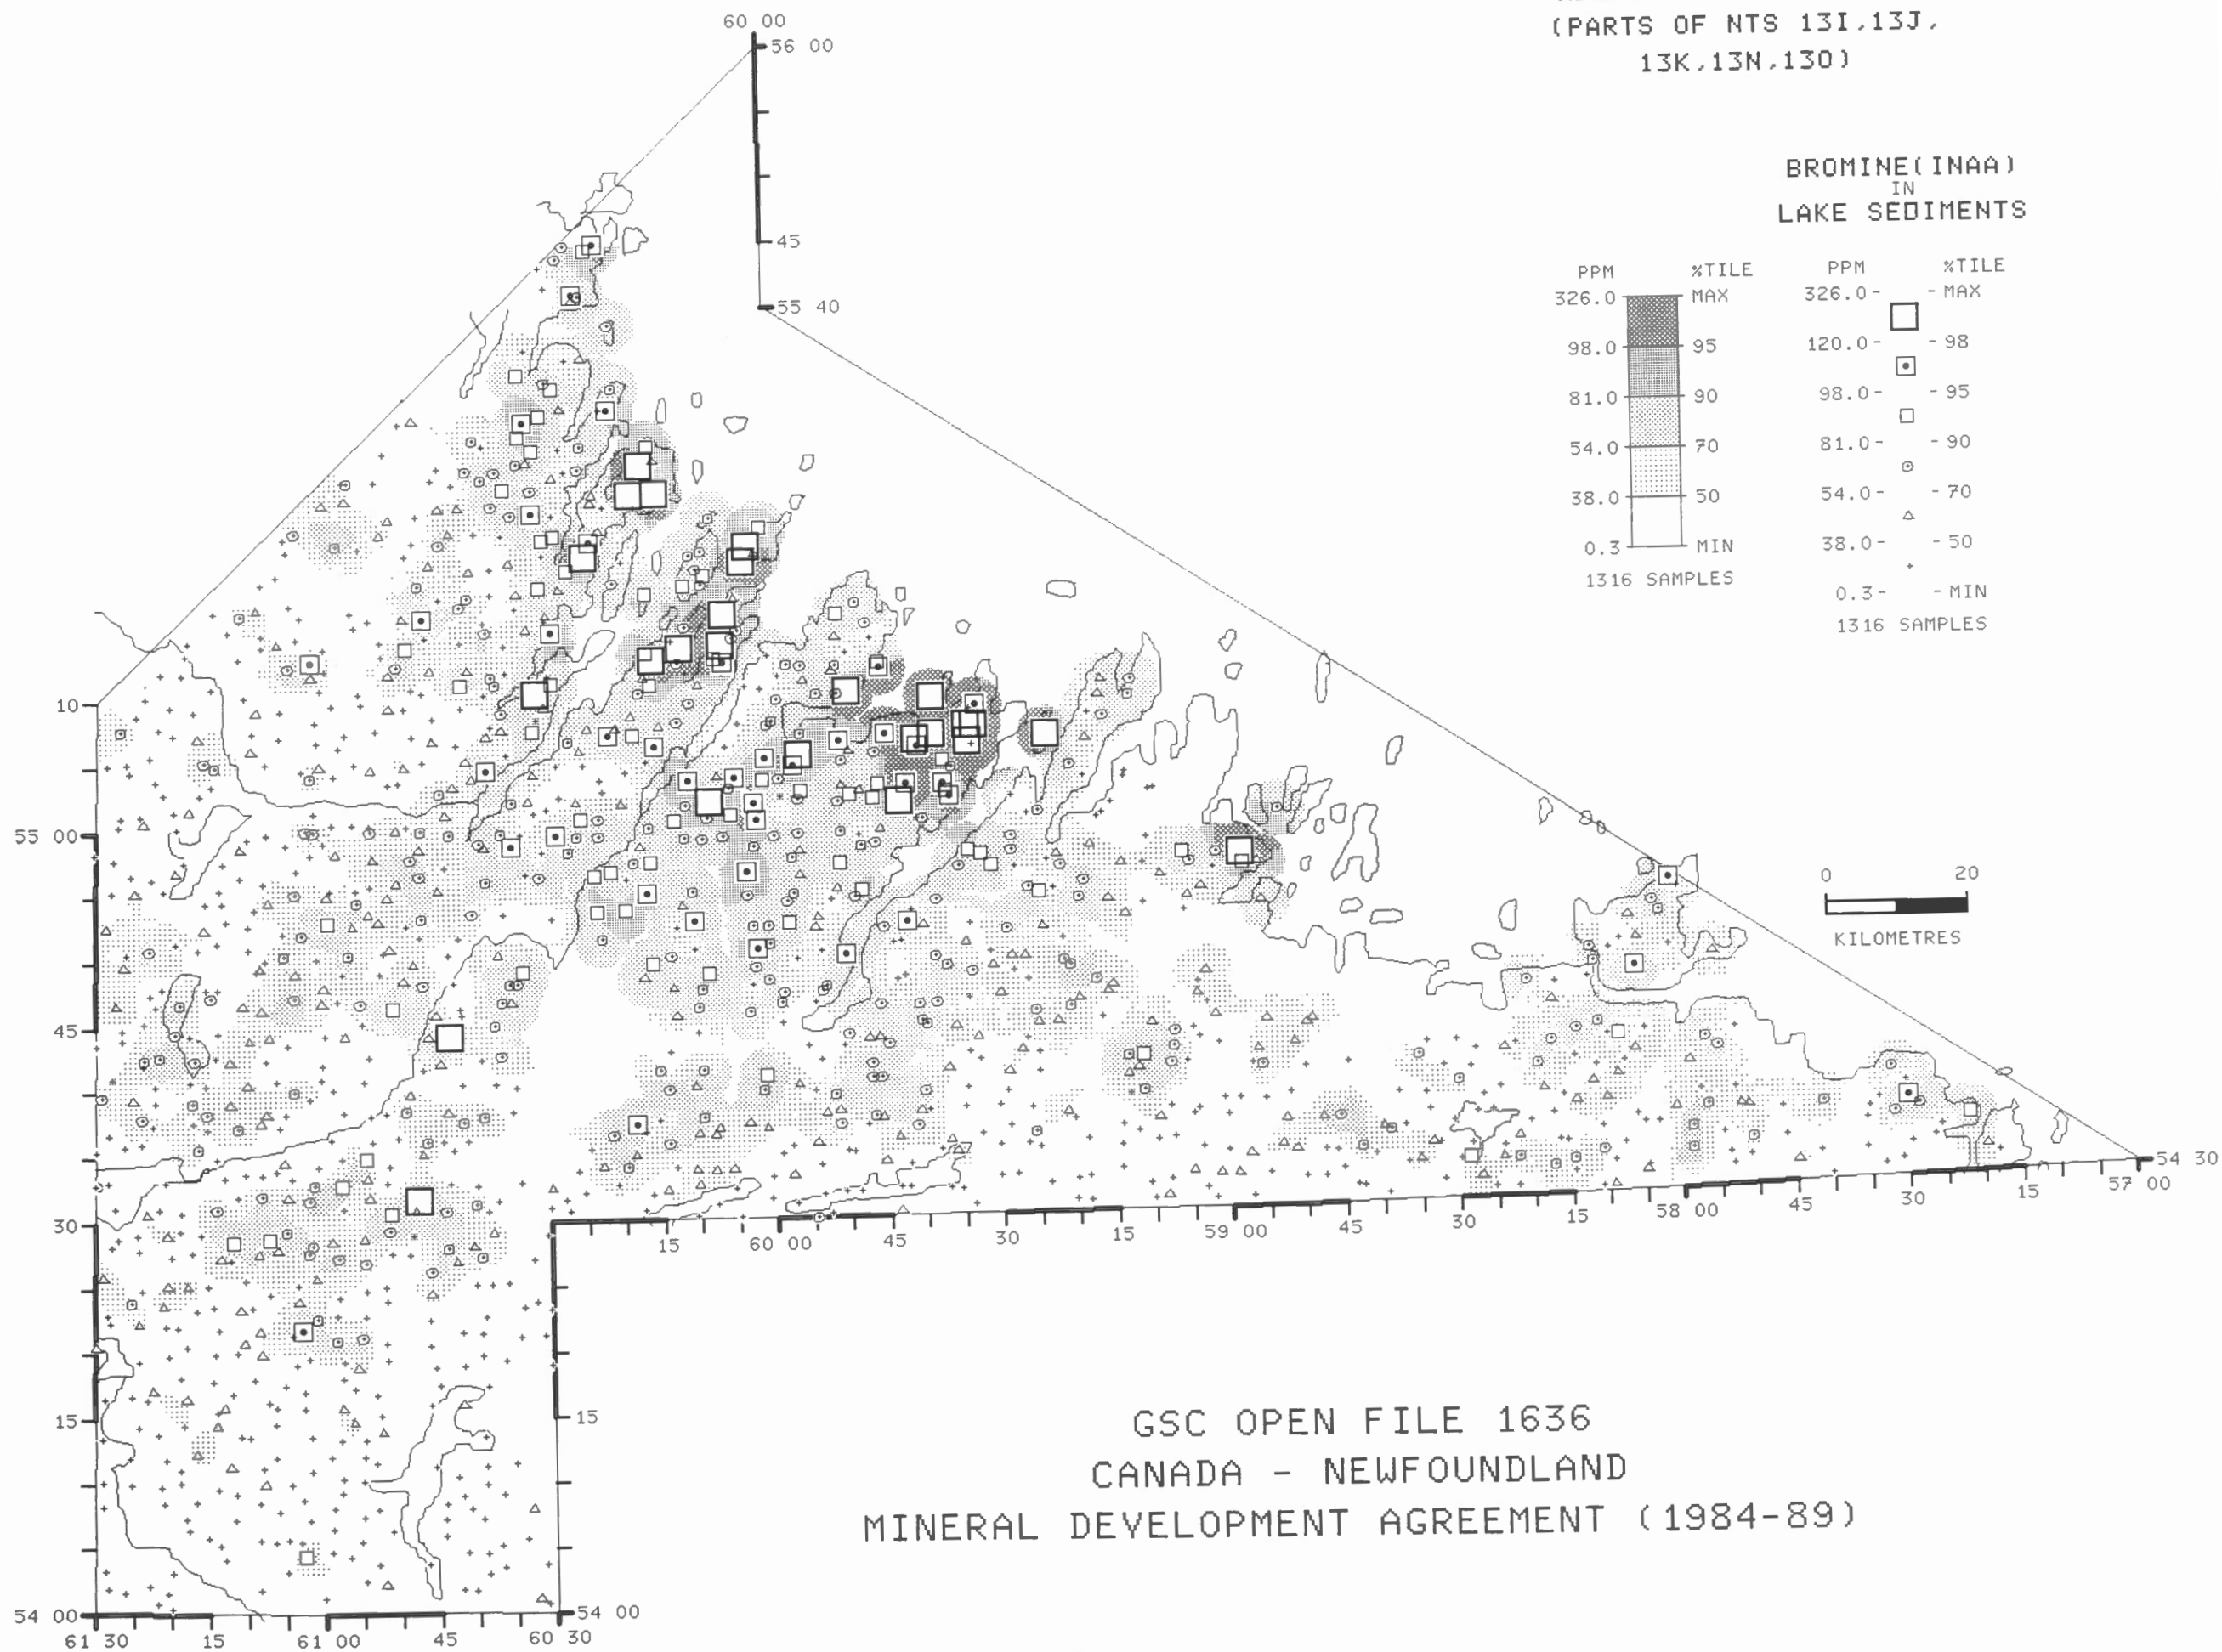 (PARTS OF NTS 13I,13J,
13K,13N,13O)
BROMINE(INAA)
IN
LAKE SEDIMENTS
PPM %TILE
326.0 MAX
98.0 95
81.0 90
54.0 70
38.0 50
0.3 MIN
1316 SAMPLES
PPM %TILE
326.0- - MAX
120.0- - 98
98.0- - 95
81.0- - 90
54.0- - 70
38.0- - 50
0.3- - MIN
1316 SAMPLES
60 00
56 00
45
55 40
10
55 00
45
30
15
54 00
61 30 15 61 00 45 60 30
15
54 00
15 60 00 45 30 15 59 00 45 30 15 58 00 45 30 15 57 00
54 30
0 20
KILOMETRES
GSC OPEN FILE 1636
CANADA - NEWFOUNDLAND
MINERAL DEVELOPMENT AGREEMENT (1984-89)